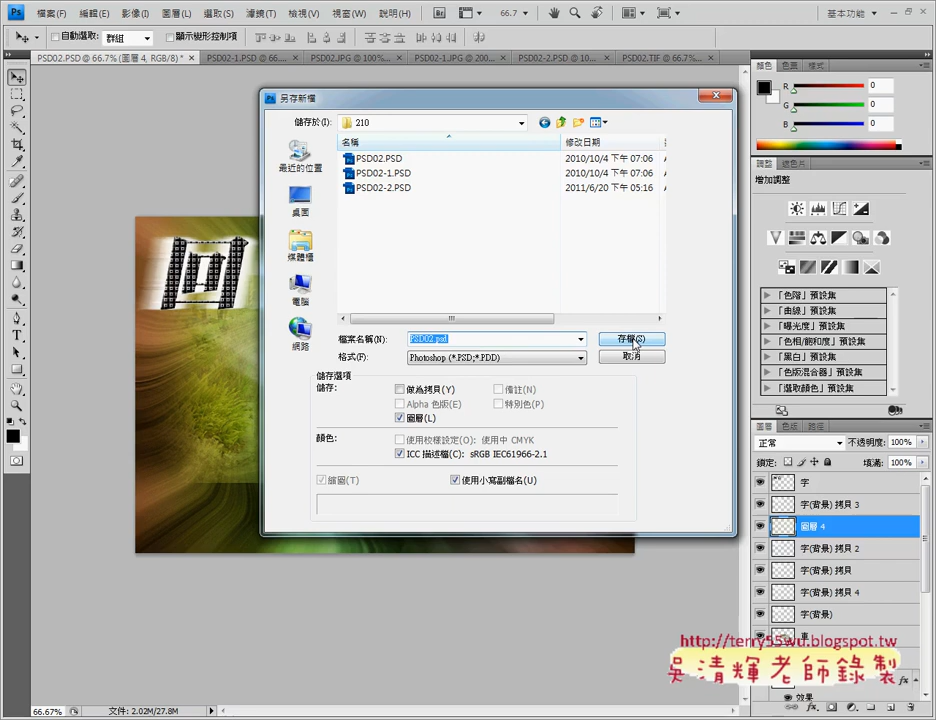 Ps 檔案(F) 編輯(E) 影像(I) 圖層(L) 選取(S) 濾鏡(T) 檢視(V) 視窗(W) 說明(H) Br 66.7 基本功能
自動選取: 群組 顯示變形控制項
PSD02.PSD @ 66.7% (圖層 4, RGB/8) * PSD02-1.PSD @ 66.... PSD02.JPG @ 100%... PSD02-1.JPG @ 200... PSD02-2.PSD @ 10... PSD02.TIF @ 66.7%...
另存新檔
儲存於(I): 210
名稱 修改日期
PSD02.PSD 2010/10/4 下午 07:06
PSD02-1.PSD 2010/10/4 下午 07:06
PSD02-2.PSD 2011/6/20 下午 05:16
最近的位置
桌面
媒體櫃
電腦
網路
檔案名稱(N): PSD02.psd 存檔(S)
格式(F): Photoshop (*.PSD;*.PDD) 取消
儲存選項
儲存: 做為拷貝(Y) 備註(N)
Alpha 色版(E) 特別色(P)
圖層(L)
顏色: 使用校樣設定(O): 使用中 CMYK
ICC 描述檔(C): sRGB IEC61966-2.1
縮圖(T) 使用小寫副檔名(U)
顏色 色票 樣式
R 0
G 0
B 0
調整 遮色片
增加調整
「色階」預設集
「曲線」預設集
「曝光度」預設集
「色相/飽和度」預設集
「黑白」預設集
「色版混合器」預設集
「選取顏色」預設集
圖層 色版 路徑
正常 不透明度: 100%
鎖定: 填滿: 100%
字
字(背景) 拷貝 3
圖層 4
字(背景) 拷貝 2
字(背景) 拷貝
字(背景) 拷貝 4
字(背景)
車
效果
http://terry55wu.blogspot.tw
吳清輝老師錄製
66.67% 文件: 2.02M/27.8M